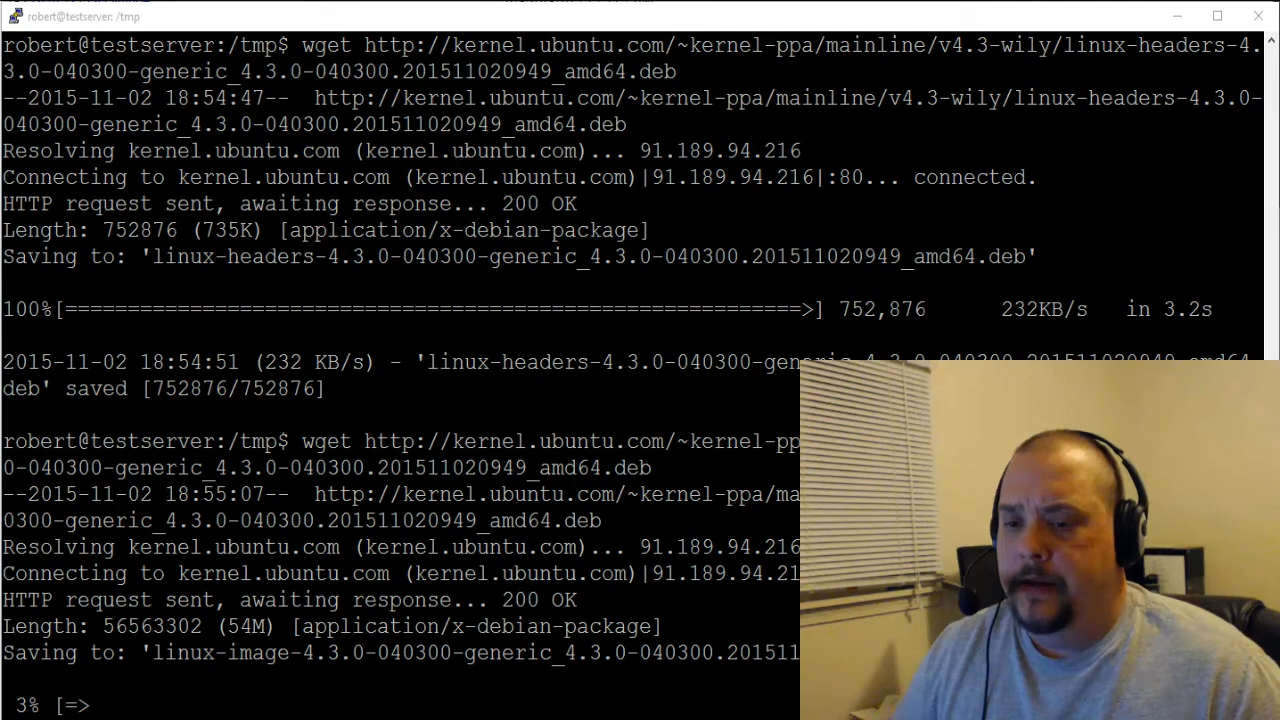 robert@testserver: /tmp
robert@testserver:/tmp$ wget http://kernel.ubuntu.com/~kernel-ppa/mainline/v4.3-wily/linux-headers-4.
3.0-040300-generic_4.3.0-040300.201511020949_amd64.deb
--2015-11-02 18:54:47--  http://kernel.ubuntu.com/~kernel-ppa/mainline/v4.3-wily/linux-headers-4.3.0-
040300-generic_4.3.0-040300.201511020949_amd64.deb
Resolving kernel.ubuntu.com (kernel.ubuntu.com)... 91.189.94.216
Connecting to kernel.ubuntu.com (kernel.ubuntu.com)|91.189.94.216|:80... connected.
HTTP request sent, awaiting response... 200 OK
Length: 752876 (735K) [application/x-debian-package]
Saving to: 'linux-headers-4.3.0-040300-generic_4.3.0-040300.201511020949_amd64.deb'
100%[===========================================================>] 752,876      232KB/s   in 3.2s
2015-11-02 18:54:51 (232 KB/s) - 'linux-headers-4.3.0-040300-generic_4.3.0-040300.201511020949_amd64.
deb' saved [752876/752876]
robert@testserver:/tmp$ wget http://kernel.ubuntu.com/~kernel-pp
0-040300-generic_4.3.0-040300.201511020949_amd64.deb
--2015-11-02 18:55:07--  http://kernel.ubuntu.com/~kernel-ppa/ma
0300-generic_4.3.0-040300.201511020949_amd64.deb
Resolving kernel.ubuntu.com (kernel.ubuntu.com)... 91.189.94.216
Connecting to kernel.ubuntu.com (kernel.ubuntu.com)|91.189.94.21
HTTP request sent, awaiting response... 200 OK
Length: 56563302 (54M) [application/x-debian-package]
Saving to: 'linux-image-4.3.0-040300-generic_4.3.0-040300.201511
3% [=>